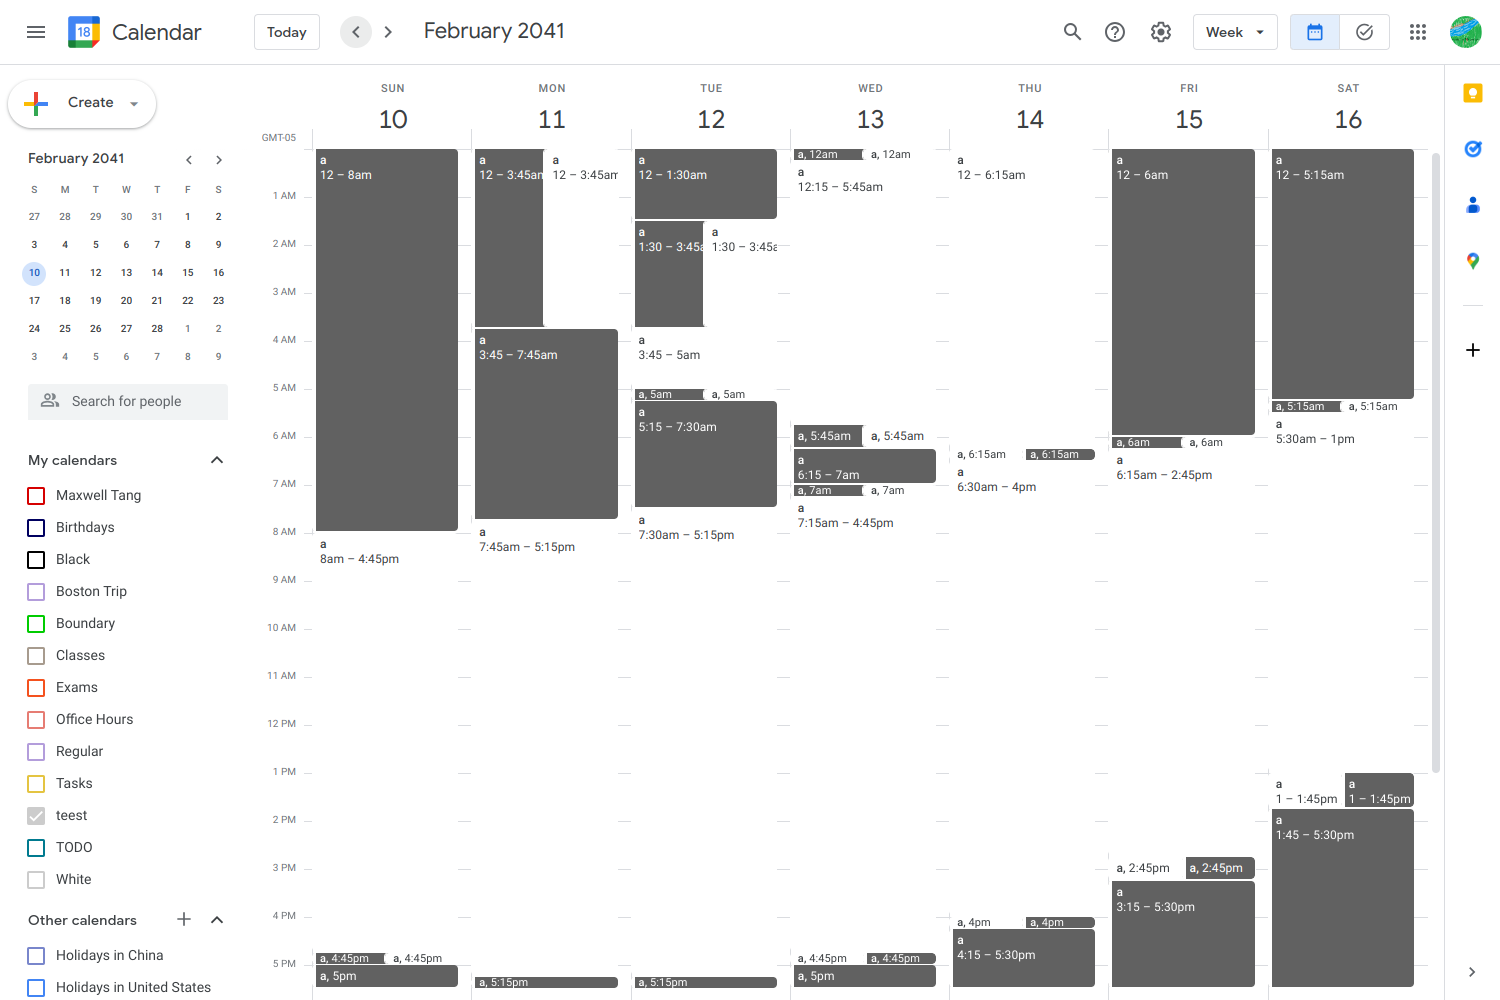 18 Calendar Today February 2041 Week
Create
SUN MON TUE WED THU FRI SAT
10 11 12 13 14 15 16
GMT-05
February 2041
S M T W T F S
27 28 29 30 31 1 2
3 4 5 6 7 8 9
10 11 12 13 14 15 16
17 18 19 20 21 22 23
24 25 26 27 28 1 2
3 4 5 6 7 8 9
Search for people
My calendars
Maxwell Tang
Birthdays
Black
Boston Trip
Boundary
Classes
Exams
Office Hours
Regular
Tasks
teest
TODO
White
Other calendars
Holidays in China
Holidays in United States
1 AM
2 AM
3 AM
4 AM
5 AM
6 AM
7 AM
8 AM
9 AM
10 AM
11 AM
12 PM
1 PM
2 PM
3 PM
4 PM
5 PM
a
12 – 8am
a
8am – 4:45pm
a, 4:45pm
a, 4:45pm
a, 5pm
a
12 – 3:45am
a
12 – 3:45am
a
3:45 – 7:45am
a
7:45am – 5:15pm
a, 5:15pm
a
12 – 1:30am
a
1:30 – 3:45a
a
1:30 – 3:45a
a
3:45 – 5am
a, 5am
a, 5am
a
5:15 – 7:30am
a
7:30am – 5:15pm
a, 5:15pm
a, 12am
a, 12am
a
12:15 – 5:45am
a, 5:45am
a, 5:45am
a
6:15 – 7am
a, 7am
a, 7am
a
7:15am – 4:45pm
a, 4:45pm
a, 4:45pm
a, 5pm
a
12 – 6:15am
a, 6:15am
a, 6:15am
a
6:30am – 4pm
a, 4pm
a, 4pm
a
4:15 – 5:30pm
a
12 – 6am
a, 6am
a, 6am
a
6:15am – 2:45pm
a, 2:45pm
a, 2:45pm
a
3:15 – 5:30pm
a
12 – 5:15am
a, 5:15am
a, 5:15am
a
5:30am – 1pm
a
1 – 1:45pm
a
1 – 1:45pm
a
1:45 – 5:30pm